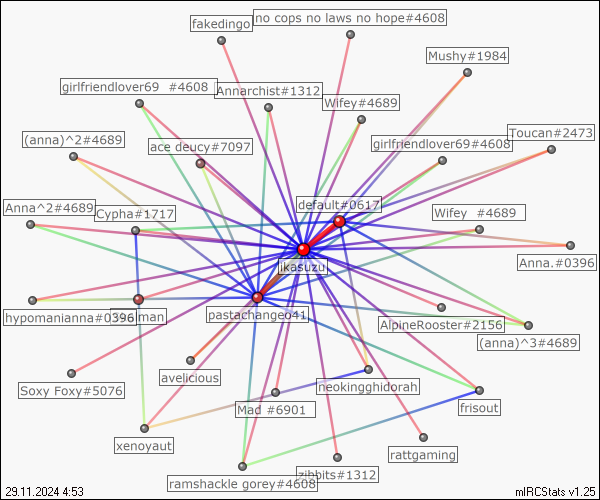 fakedingo
no cops no laws no hope#4608
Mushy#1984
girlfriendlover69 #4608
Annarchist#1312
Wifey#4689
Toucan#2473
(anna)^2#4689
ace deucy#7097
girlfriendlover69#4608
Anna^2#4689
Cypha#1717
default#0617
Wifey #4689
Anna.#0396
jikasuzu
hypomanianna#0396
man
pastachangeo41
AlpineRooster#2156
(anna)^3#4689
avelicious
Soxy Foxy#5076
neokingghidorah
Mad #6901
frisout
xenoyaut
rattgaming
zibbits#1312
ramshackle gorey#4608
29.11.2024 4:53
mIRCStats v1.25